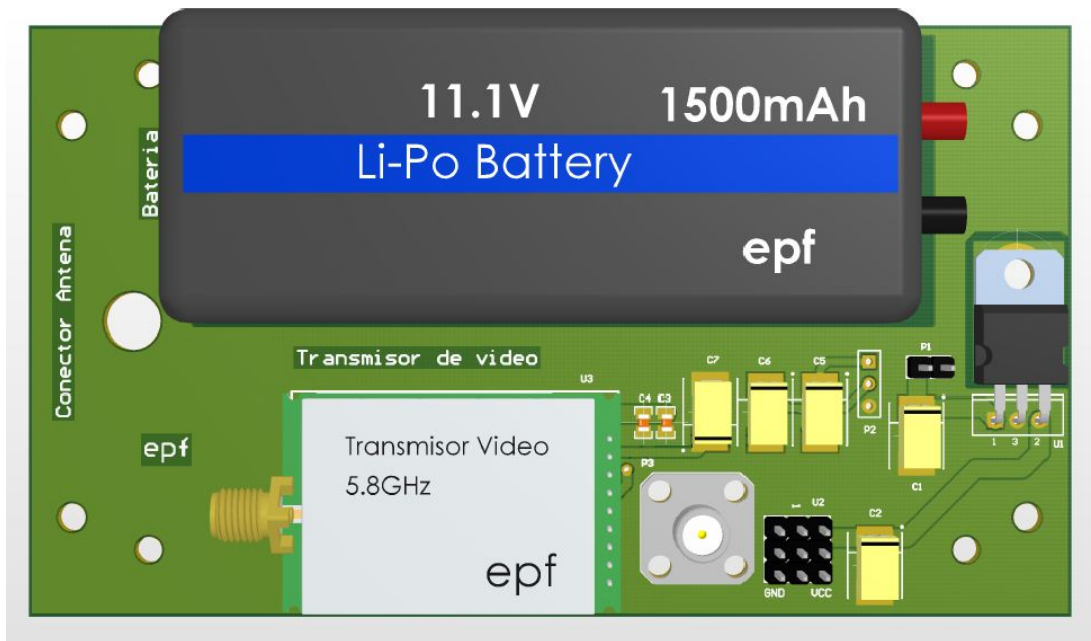 11.1V 1500mAh
Li-Po Battery
epf
Bateria
Conector Antena
epf
Transmisor de video
U3
Transmisor Video
5.8GHz
epf
C4 C3
C7
C6
C5
P1
P2
P3
C1
1 3 2
U1
U2
C2
GND VCC